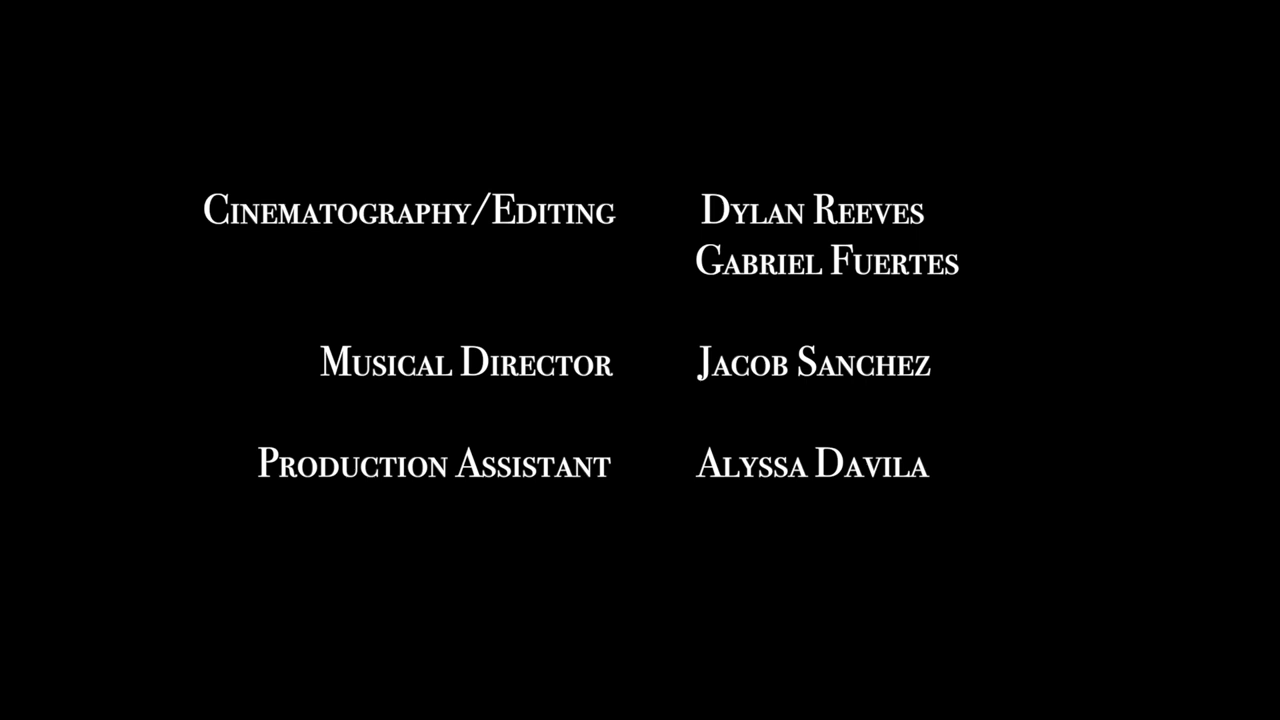 Cinematography/Editing Dylan Reeves
Gabriel Fuertes
Musical Director Jacob Sanchez
Production Assistant Alyssa Davila